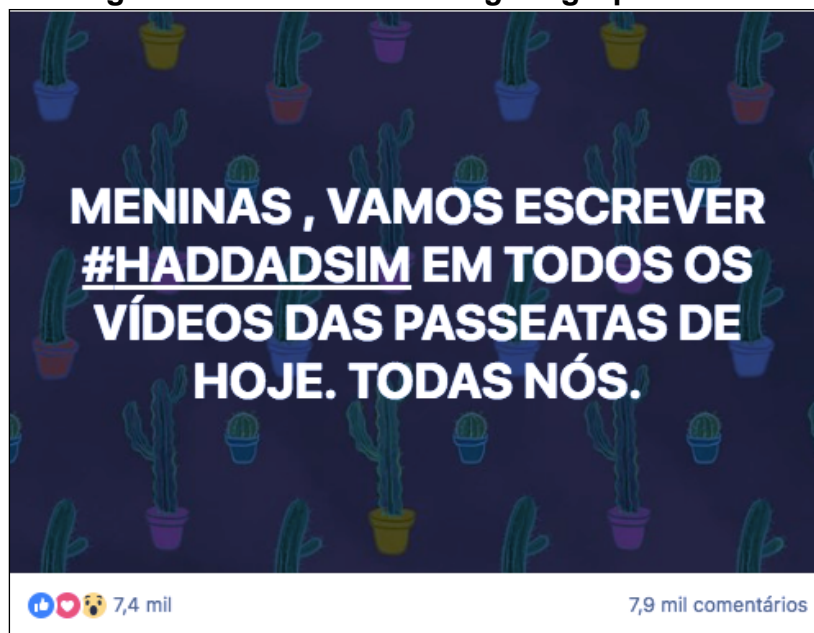 MENINAS , VAMOS ESCREVER
#HADDADSIM EM TODOS OS
VÍDEOS DAS PASSEATAS DE
HOJE. TODAS NÓS.
7,4 mil
7,9 mil comentários